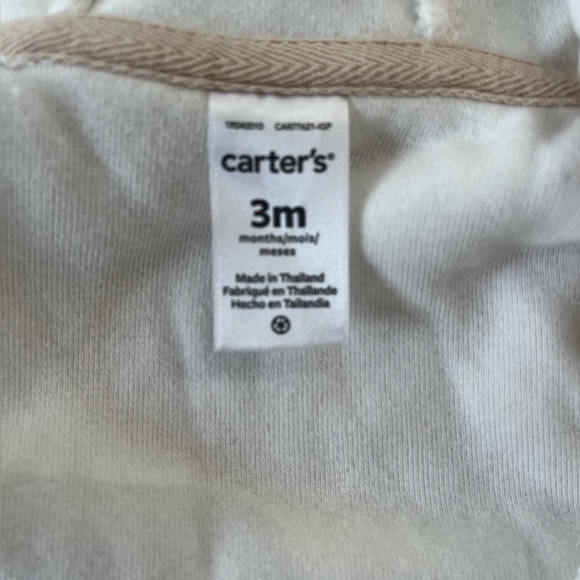 carter's®
3m
months/mois/
meses
Made in Thailand
Fabriqué en Thaïlande
Hecho en Tailandia